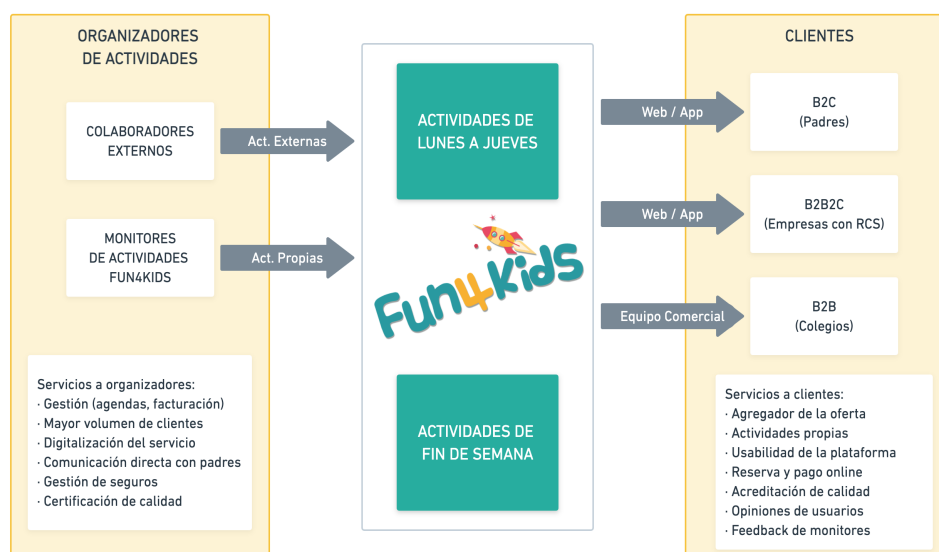 ORGANIZADORES
DE ACTIVIDADES
COLABORADORES
EXTERNOS
Act. Externas
MONITORES
DE ACTIVIDADES
FUN4KIDS
Act. Propias
Servicios a organizadores:
· Gestión (agendas, facturación)
· Mayor volumen de clientes
· Digitalización del servicio
· Comunicación directa con padres
· Gestión de seguros
· Certificación de calidad
ACTIVIDADES DE
LUNES A JUEVES
Fun4Kids
ACTIVIDADES DE
FIN DE SEMANA
CLIENTES
Web / App
B2C
(Padres)
Web / App
B2B2C
(Empresas con RCS)
Equipo Comercial
B2B
(Colegios)
Servicios a clientes:
· Agregador de la oferta
· Actividades propias
· Usabilidad de la plataforma
· Reserva y pago online
· Acreditación de calidad
· Opiniones de usuarios
· Feedback de monitores